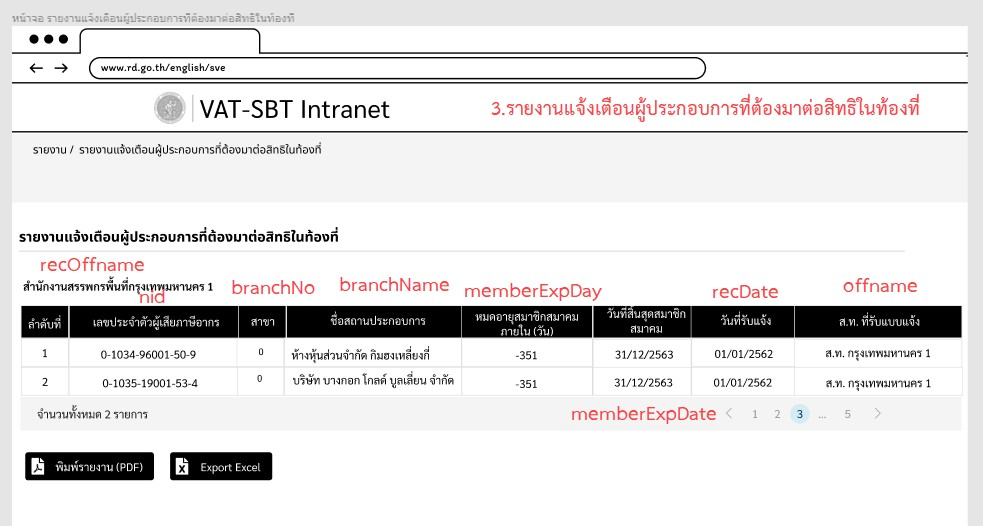 หน้าจอ รายงานแจ้งเตือนผู้ประกอบการที่ต้องมาต่อสิทธิในท้องที่
www.rd.go.th/english/sve
VAT-SBT Intranet
3.รายงานแจ้งเตือนผู้ประกอบการที่ต้องมาต่อสิทธิในท้องที่
รายงาน / รายงานแจ้งเตือนผู้ประกอบการที่ต้องมาต่อสิทธิในท้องที่
รายงานแจ้งเตือนผู้ประกอบการที่ต้องมาต่อสิทธิในท้องที่
recOffname
สำนักงานสรรพกรพื้นที่กรุงเทพมหานคร 1
nid
branchNo
branchName
memberExpDay
recDate
offname
ลำดับที่ เลขประจำตัวผู้เสียภาษีอากร สาขา ชื่อสถานประกอบการ หมดอายุสมาชิกสมาคม ภายใน (วัน) วันที่สิ้นสุดสมาชิก สมาคม วันที่รับแจ้ง ส.ท. ที่รับแบบแจ้ง
1 0-1034-96001-50-9 0 ห้างหุ้นส่วนจำกัด กิมฮงเหลี่ยงกี่ -351 31/12/2563 01/01/2562 ส.ท. กรุงเทพมหานคร 1
2 0-1035-19001-53-4 0 บริษัท บางกอก โกลด์ บูลเลี่ยน จำกัด -351 31/12/2563 01/01/2562 ส.ท. กรุงเทพมหานคร 1
จำนวนทั้งหมด 2 รายการ
memberExpDate
1 2 3 ... 5
พิมพ์รายงาน (PDF)
Export Excel